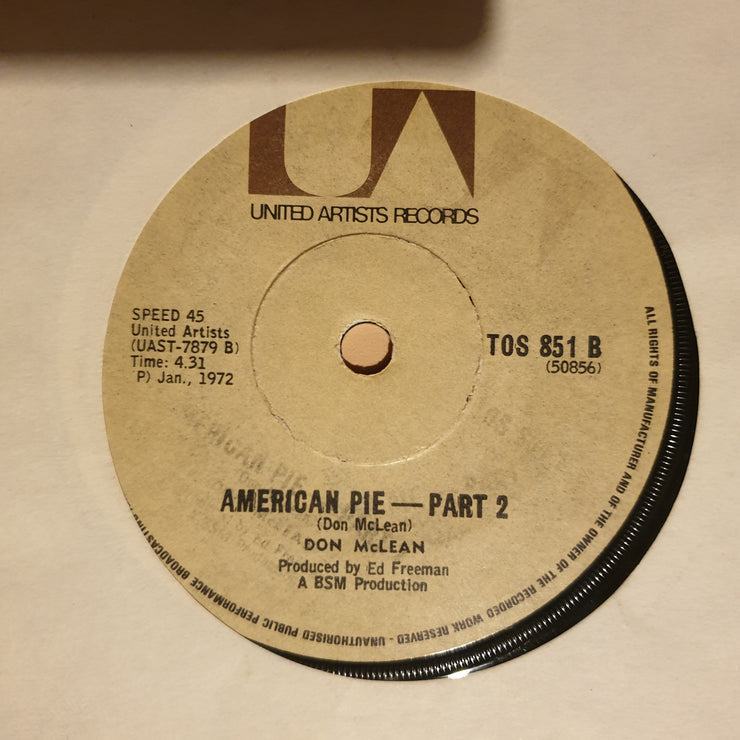 UA
UNITED ARTISTS RECORDS
SPEED 45
United Artists
(UAST-7879 B)
Time: 4.31
P) Jan., 1972
TOS 851 B
(50856)
AMERICAN PIE — PART 2
(Don McLean)
DON McLEAN
Produced by Ed Freeman
A BSM Production
ALL RIGHTS OF MANUFACTURER AND OF THE OWNER OF THE RECORDED WORK RESERVED - UNAUTHORISED PUBLIC PERFORMANCE BROADCASTING